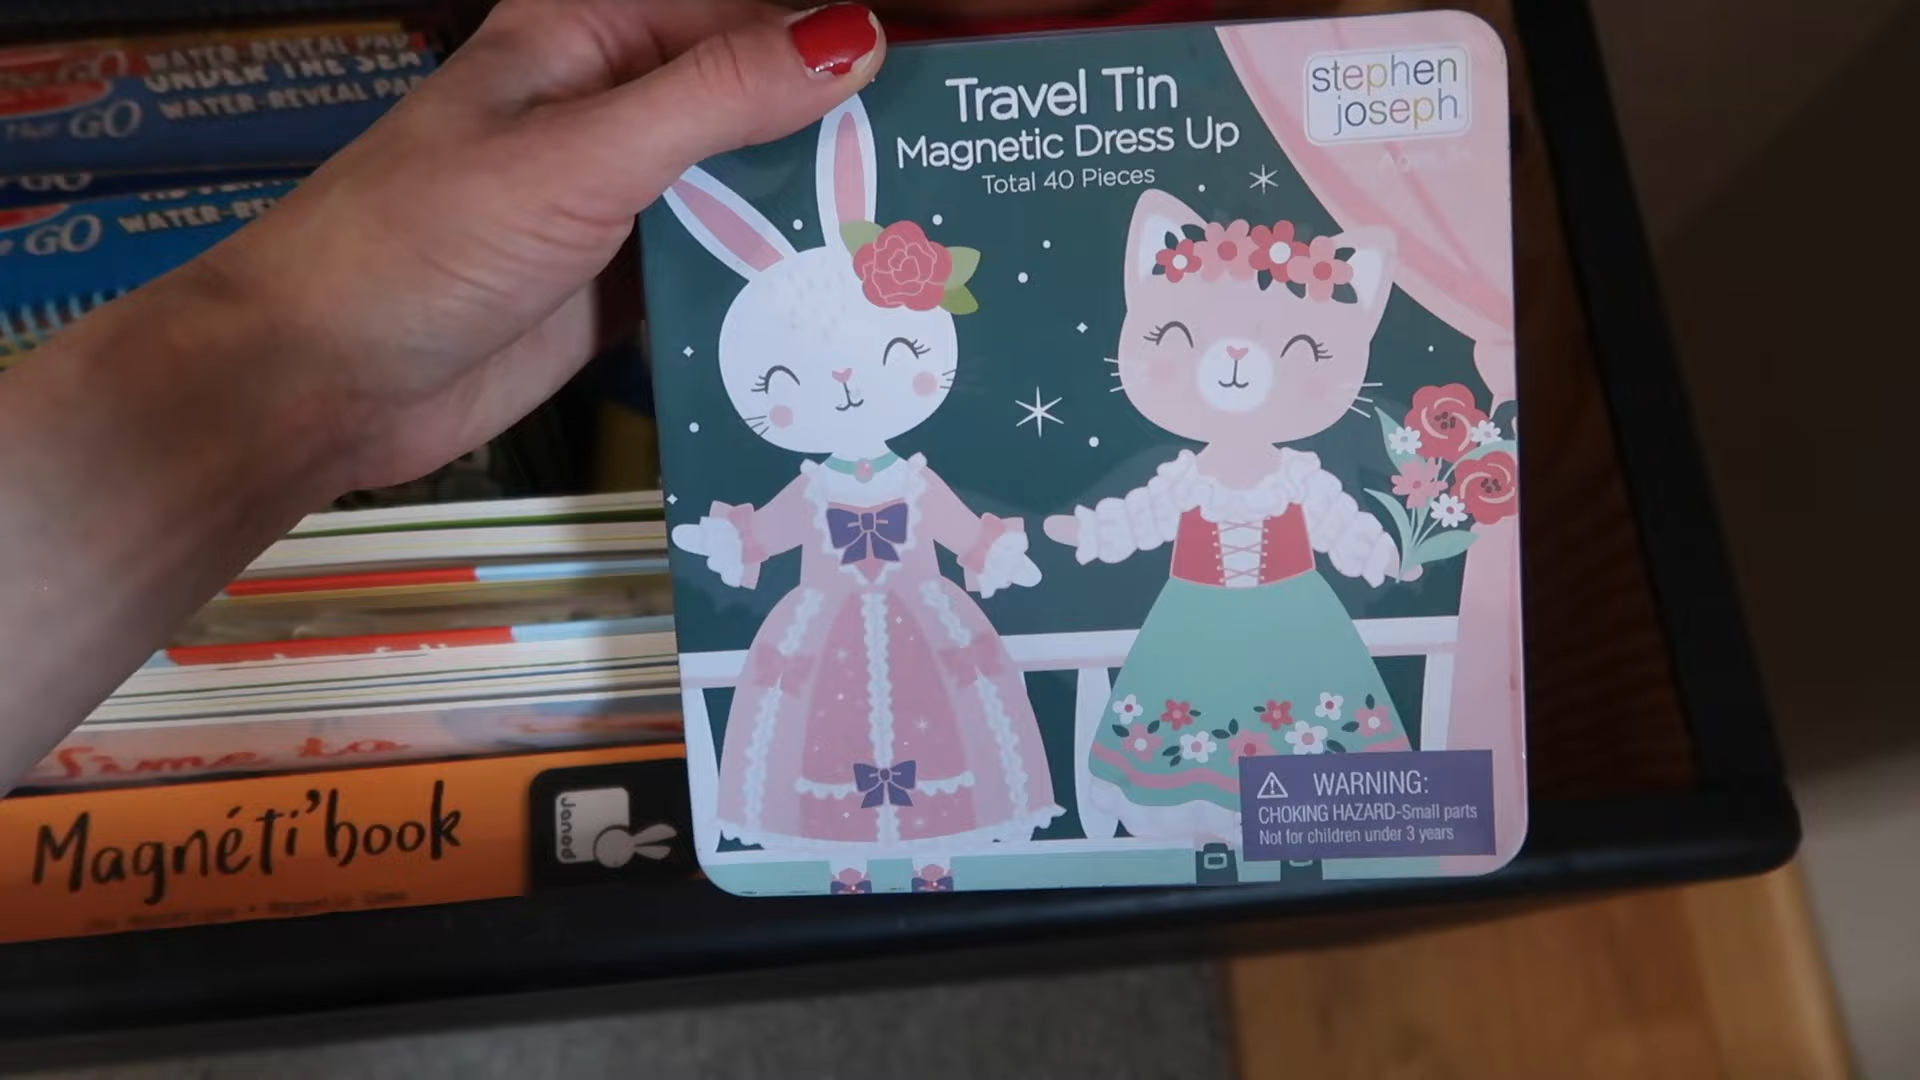 WATER-REVEAL PAD
UNDER THE SEA
WATER-REVEAL PAD
GO
GO
WATER-RE
GO
Travel Tin
Magnetic Dress Up
Total 40 Pieces
stephen
joseph
WARNING:
CHOKING HAZARD-Small parts
Not for children under 3 years
Magnéti'book
Janod